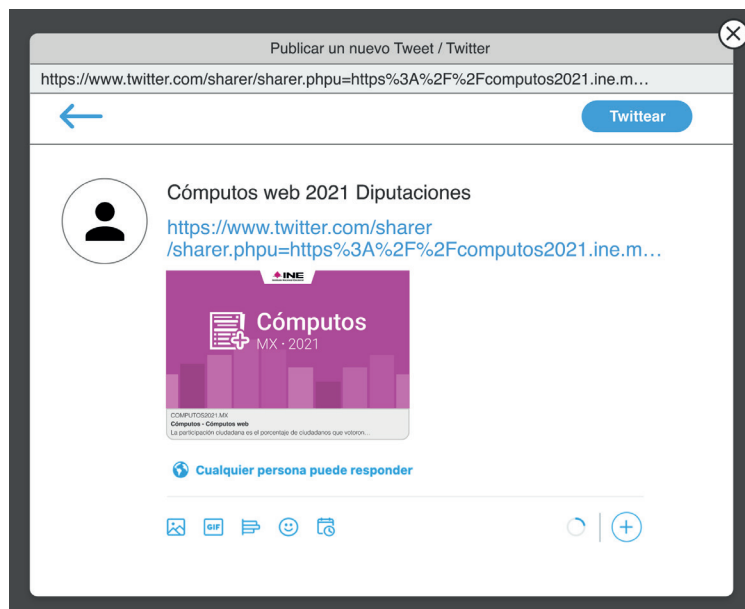 Publicar un nuevo Tweet / Twitter
https://www.twitter.com/sharer/sharer.phpu=https%3A%2F%2Fcomputos2021.ine.m…
Twittear
Cómputos web 2021 Diputaciones
https://www.twitter.com/sharer
/sharer.phpu=https%3A%2F%2Fcomputos2021.ine.m…
INE
Cómputos
MX · 2021
COMPUTOS2021.MX
Cómputos - Cómputos web
La participación ciudadana es el porcentaje de ciudadanos que votoron...
Cualquier persona puede responder
GIF